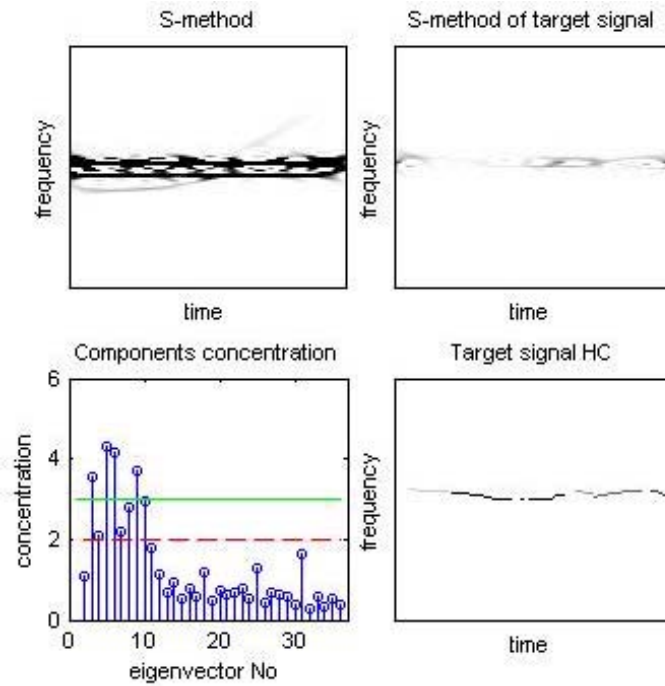 S-method
frequency
time
S-method of target signal
frequency
time
Components concentration
concentration
6
4
2
0
0
10
20
30
eigenvector No
Target signal HC
frequency
time